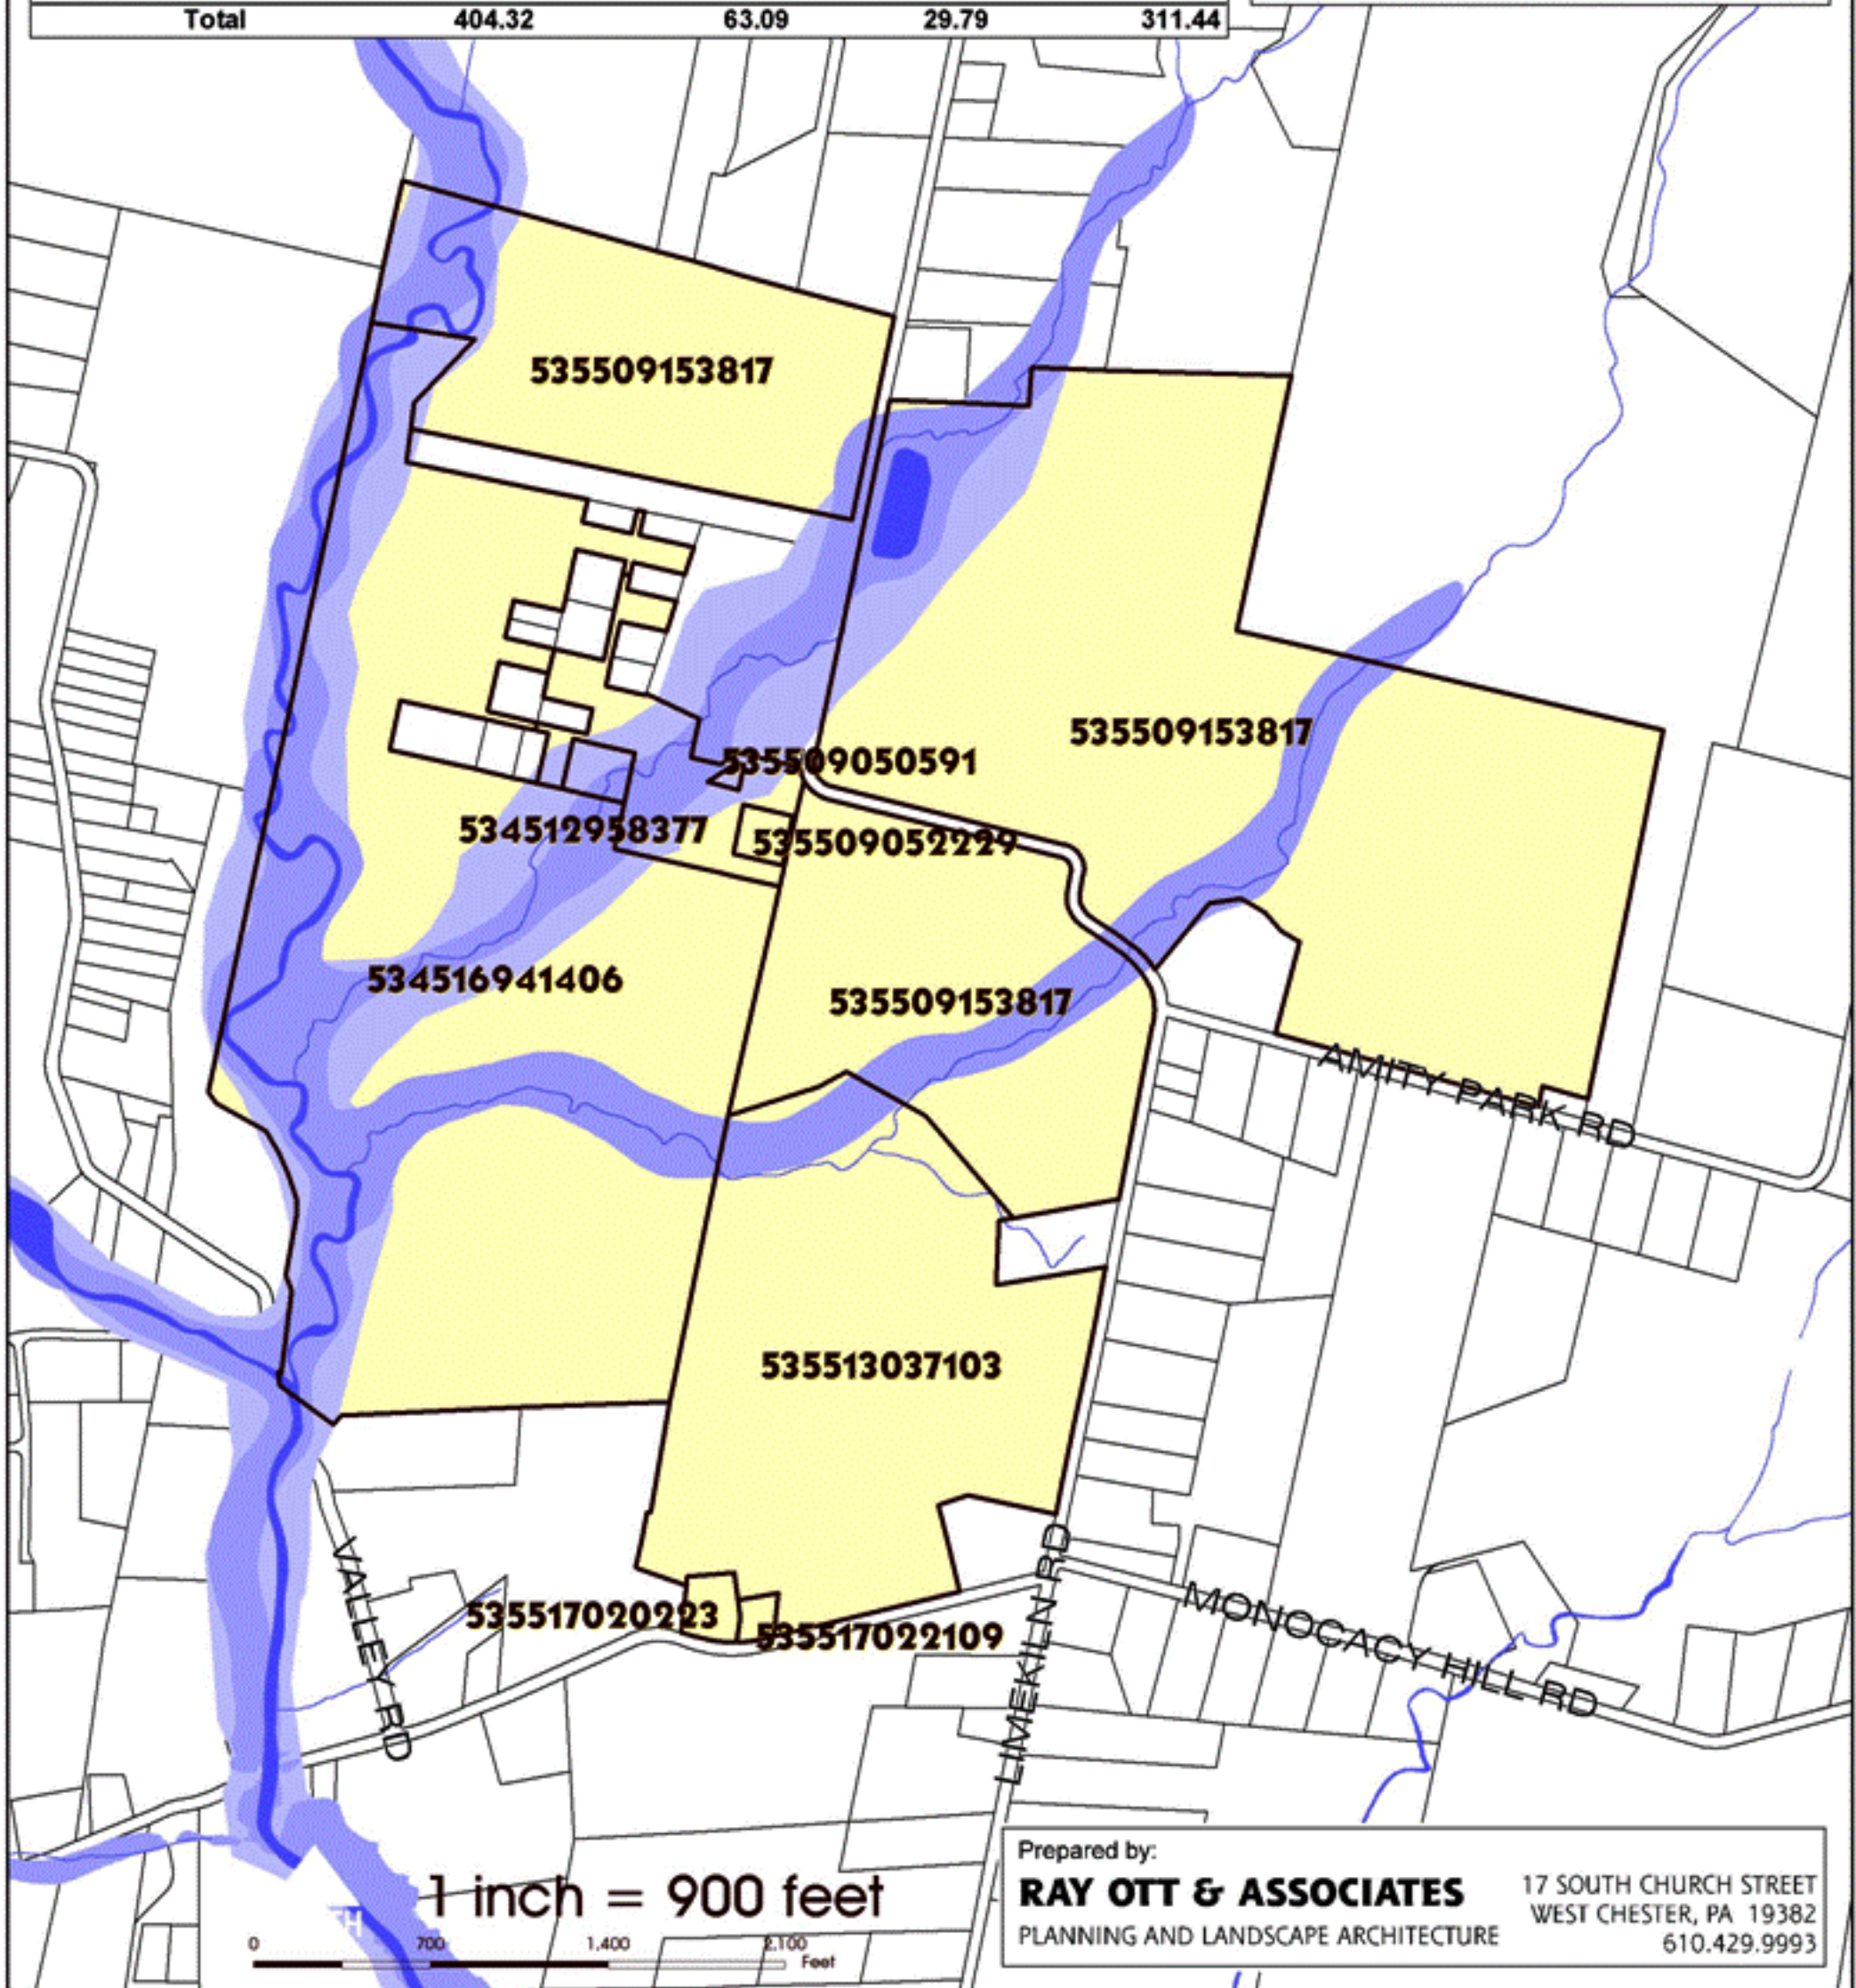 Total 404.32 63.09 29.79 311.44
535509153817
535509153817
535509050591
534512958377
535509052229
534516941406
535509153817
AMITY PARK RD
535513037103
VALLEY RD
535517020223
535517022109
LIMEKILN RD
MONOCACY HILL RD
1 inch = 900 feet
0 700 1,400 2,100
Feet
Prepared by:
RAY OTT & ASSOCIATES
PLANNING AND LANDSCAPE ARCHITECTURE
17 SOUTH CHURCH STREET
WEST CHESTER, PA 19382
610.429.9993